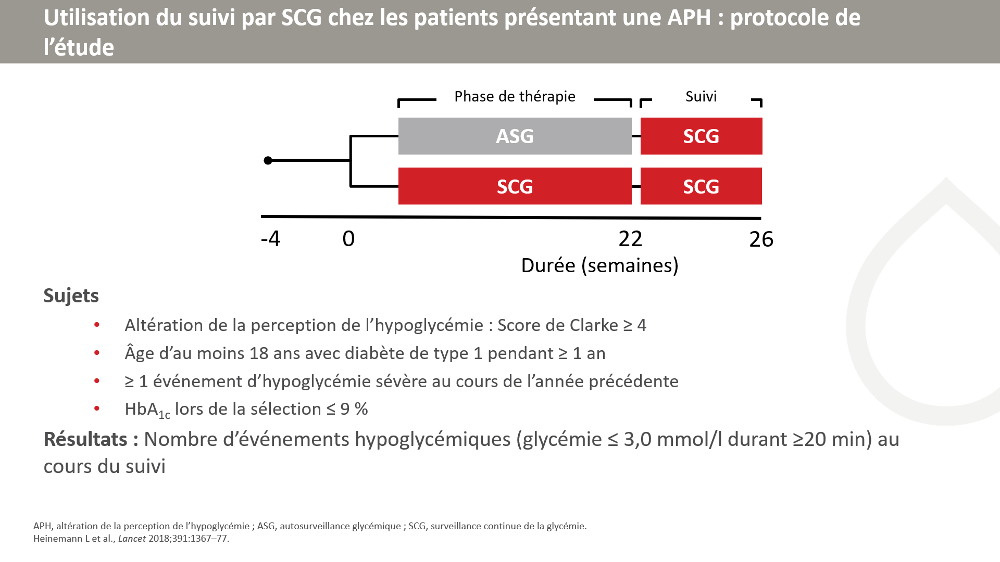 Utilisation du suivi par SCG chez les patients présentant une APH : protocole de
l’étude
Phase de thérapie
Suivi
ASG
SCG
SCG
SCG
-4
0
22
26
Durée (semaines)
Sujets
• Altération de la perception de l’hypoglycémie : Score de Clarke ≥ 4
• Âge d’au moins 18 ans avec diabète de type 1 pendant ≥ 1 an
• ≥ 1 événement d’hypoglycémie sévère au cours de l’année précédente
• HbA1c lors de la sélection ≤ 9 %
Résultats : Nombre d’événements hypoglycémiques (glycémie ≤ 3,0 mmol/l durant ≥20 min) au
cours du suivi
APH, altération de la perception de l’hypoglycémie ; ASG, autosurveillance glycémique ; SCG, surveillance continue de la glycémie.
Heinemann L et al., Lancet 2018;391:1367–77.